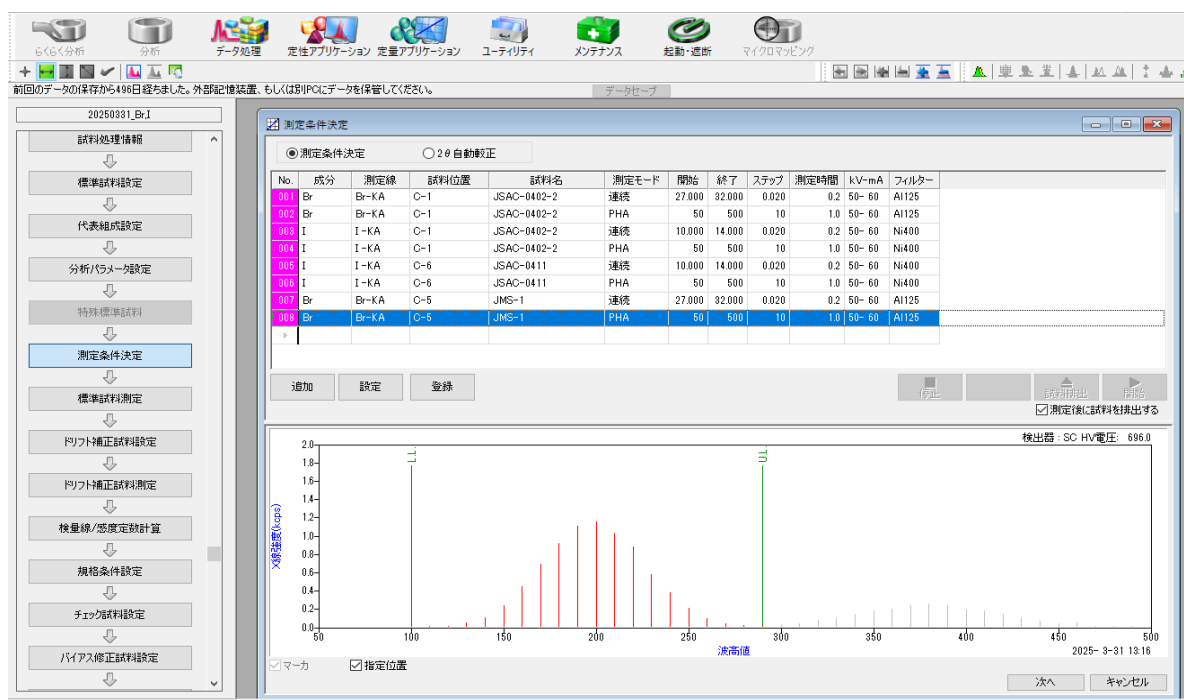 らくらく分析 分析 データ処理 定性アプリケーション 定量アプリケーション ユーティリティ メンテナンス 起動・遮断 マイクロマッピング
前回のデータの保存から496日経ちました。外部記憶装置、もしくは別PCにデータを保管してください。 データセーブ
20250331_Br.I
試料処理情報
標準試料設定
代表組成設定
分析パラメータ設定
特殊標準試料
測定条件決定
標準試料測定
ドリフト補正試料設定
ドリフト補正試料測定
検量線/感度定数計算
規格条件設定
チェック試料設定
バイアス修正試料設定
測定条件決定
測定条件決定 2θ自動較正
No. 成分 測定線 試料位置 試料名 測定モード 開始 終了 ステップ 測定時間 kV-mA フィルター
001 Br Br-KA C-1 JSAC-0402-2 連続 27.000 32.000 0.020 0.2 50- 60 Al125
002 Br Br-KA C-1 JSAC-0402-2 PHA 50 500 10 1.0 50- 60 Al125
003 I I-KA C-1 JSAC-0402-2 連続 10.000 14.000 0.020 0.2 50- 60 Ni400
004 I I-KA C-1 JSAC-0402-2 PHA 50 500 10 1.0 50- 60 Ni400
005 I I-KA C-6 JSAC-0411 連続 10.000 14.000 0.020 0.2 50- 60 Ni400
006 I I-KA C-6 JSAC-0411 PHA 50 500 10 1.0 50- 60 Ni400
007 Br Br-KA C-5 JMS-1 連続 27.000 32.000 0.020 0.2 50- 60 Al125
008 Br Br-KA C-5 JMS-1 PHA 50 500 10 1.0 50- 60 Al125
追加 設定 登録 停止 試料排出 開始
測定後に試料を排出する
検出器 : SC HV電圧: 696.0
LL
UL
X線強度(kcps)
2.0
1.8
1.6
1.4
1.2
1.0
0.8
0.6
0.4
0.2
0.0
50 100 150 200 250 300 350 400 450 500
波高値
2025- 3-31 13:16
マーカ 指定位置
次へ キャンセル